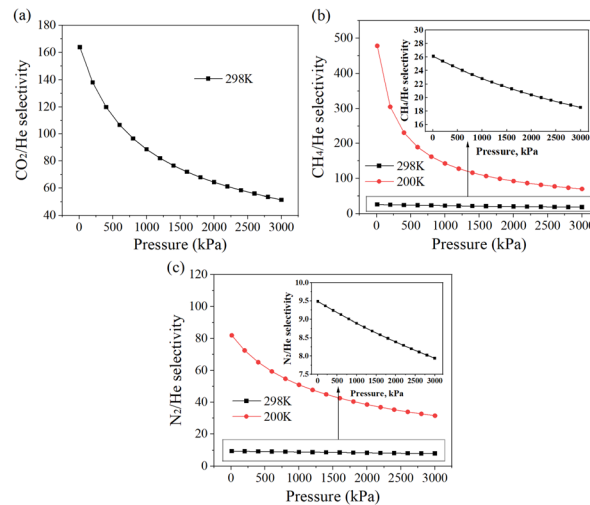 (a)
160
140
120
100
80
60
40
CO₂/He selectivity
298K
0 500 1000 1500 2000 2500 3000
Pressure (kPa)
(b)
500
400
300
200
100
0
CH₄/He selectivity
298K
200K
28
26
24
22
20
18
16
CH₄/He selectivity
0 500 1000 1500 2000 2500 3000
Pressure, kPa
0 500 1000 1500 2000 2500 3000
Pressure (kPa)
(c)
120
100
80
60
40
20
0
N₂/He selectivity
298K
200K
10.0
9.5
9.0
8.5
8.0
7.5
N₂/He selectivity
0 500 1000 1500 2000 2500 3000
Pressure, kPa
0 500 1000 1500 2000 2500 3000
Pressure (kPa)